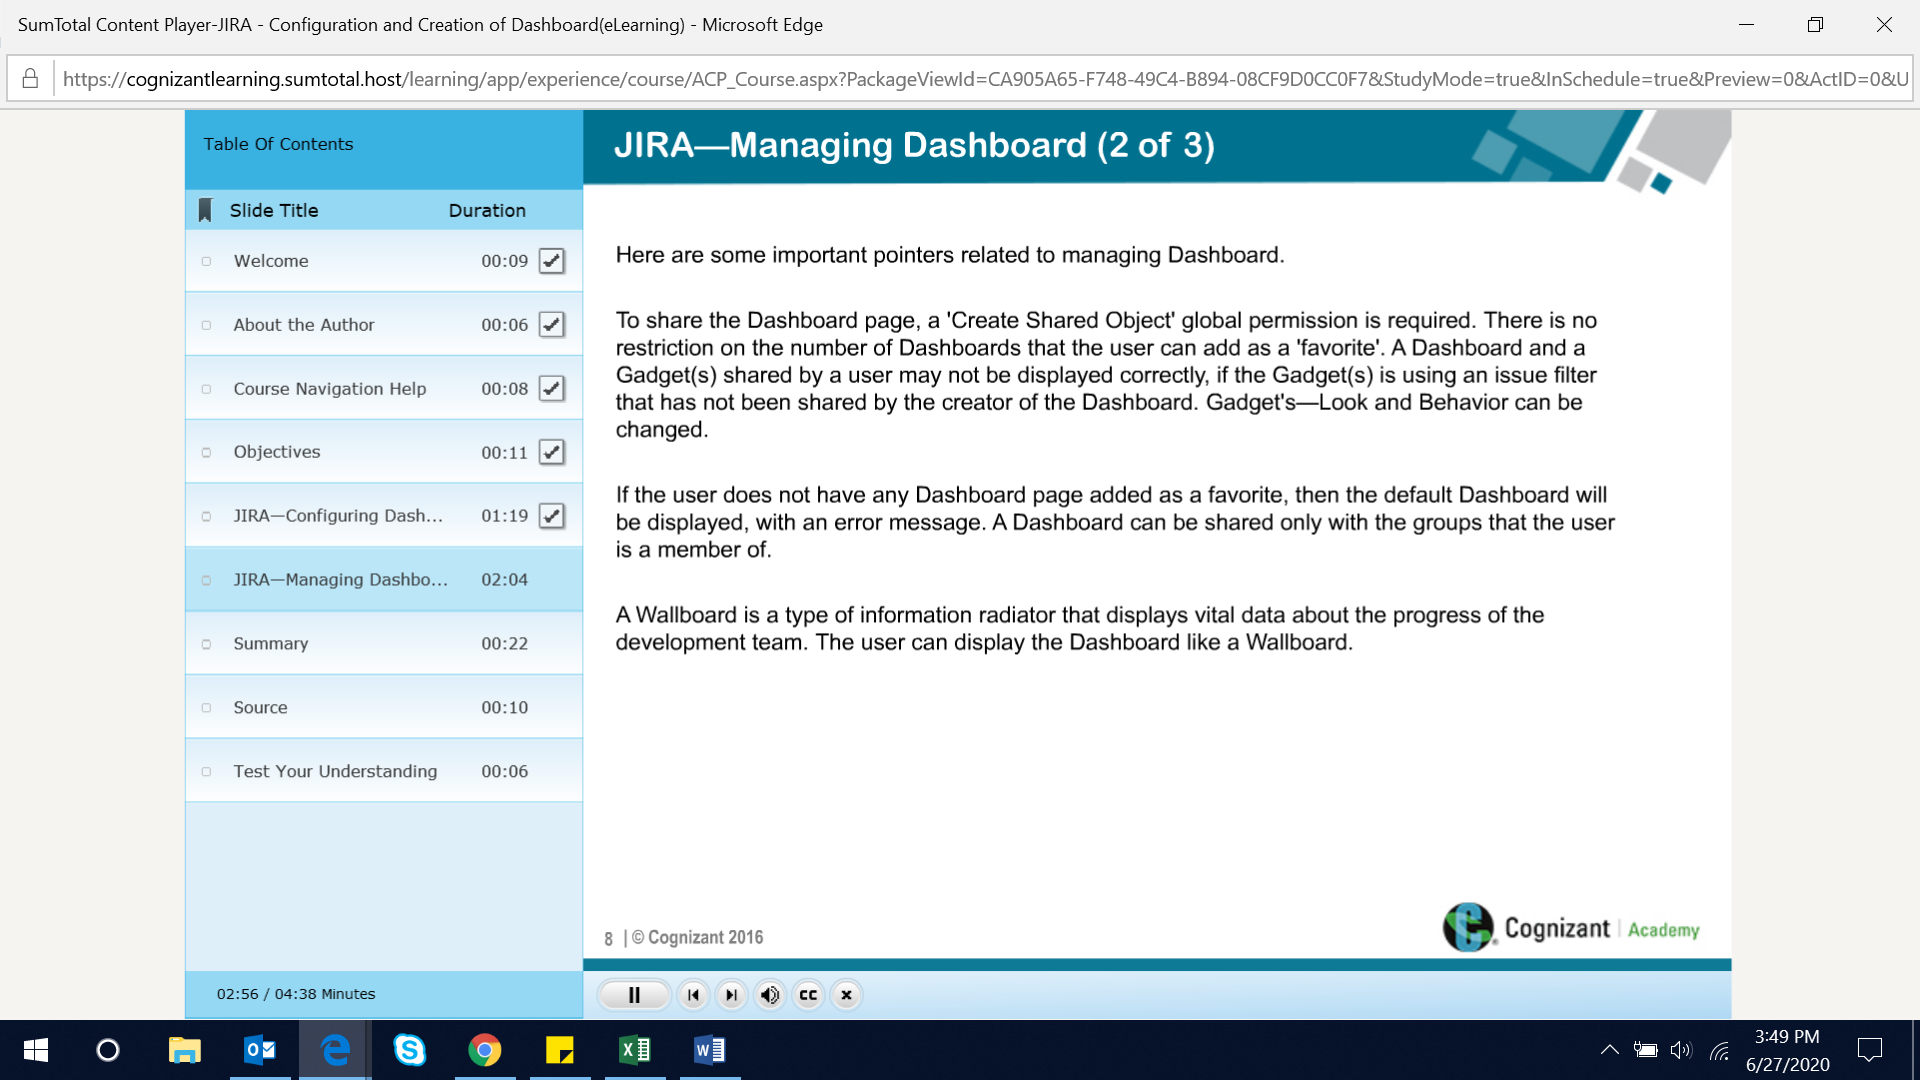 SumTotal Content Player-JIRA - Configuration and Creation of Dashboard(eLearning) - Microsoft Edge
https://cognizantlearning.sumtotal.host/learning/app/experience/course/ACP_Course.aspx?PackageViewId=CA905A65-F748-49C4-B894-08CF9D0CC0F7&StudyMode=true&InSchedule=true&Preview=0&ActID=0&U
Table Of Contents
Slide Title Duration
Welcome 00:09
About the Author 00:06
Course Navigation Help 00:08
Objectives 00:11
JIRA—Configuring Dash... 01:19
JIRA—Managing Dashbo... 02:04
Summary 00:22
Source 00:10
Test Your Understanding 00:06
02:56 / 04:38 Minutes
JIRA—Managing Dashboard (2 of 3)
Here are some important pointers related to managing Dashboard.
To share the Dashboard page, a 'Create Shared Object' global permission is required. There is no
restriction on the number of Dashboards that the user can add as a 'favorite'. A Dashboard and a
Gadget(s) shared by a user may not be displayed correctly, if the Gadget(s) is using an issue filter
that has not been shared by the creator of the Dashboard. Gadget's—Look and Behavior can be
changed.
If the user does not have any Dashboard page added as a favorite, then the default Dashboard will
be displayed, with an error message. A Dashboard can be shared only with the groups that the user
is a member of.
A Wallboard is a type of information radiator that displays vital data about the progress of the
development team. The user can display the Dashboard like a Wallboard.
8 | © Cognizant 2016
Cognizant | Academy
CC
3:49 PM
6/27/2020